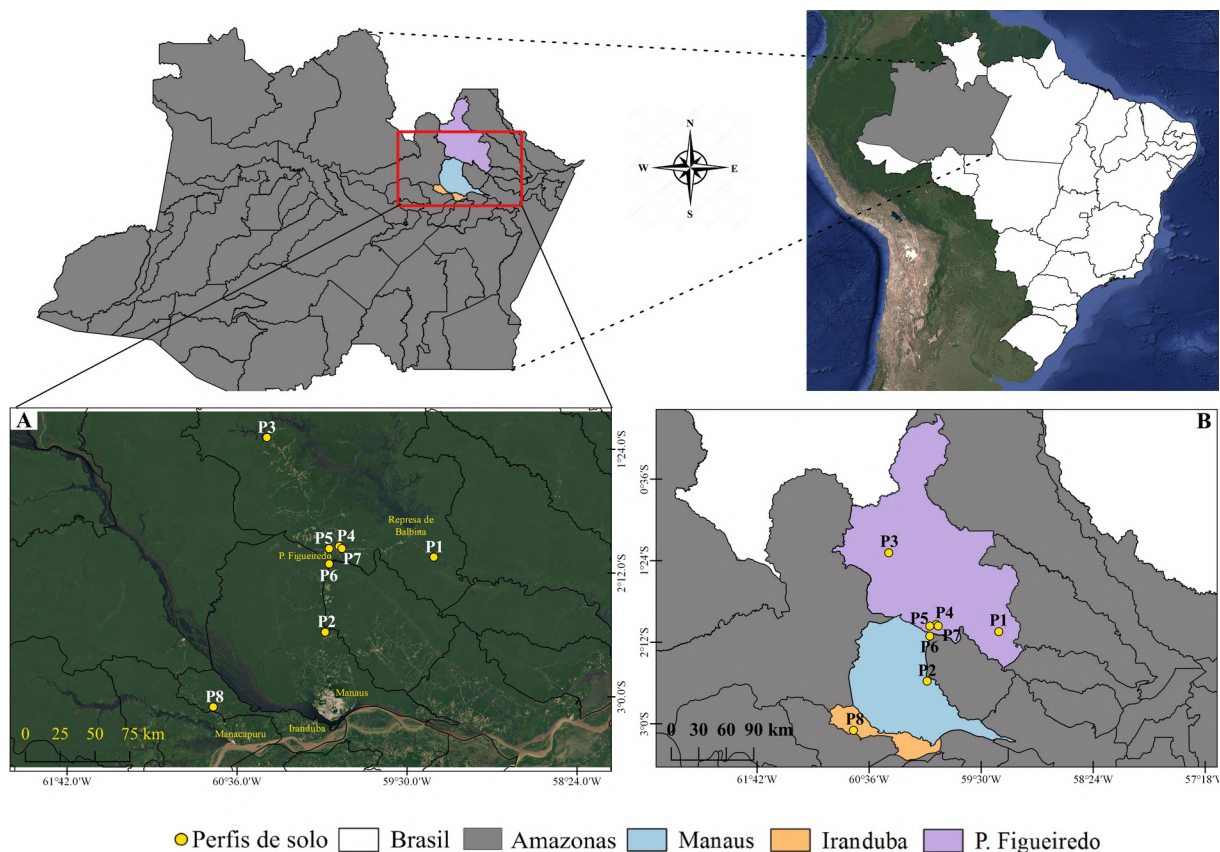 N
W
E
S
A
P3
1°24.0'S
Represa de
Balbina
P5
P4
P1
P. Figueiredo
P7
P6
2°12.0'S
P2
Manaus
3°0.0'S
P8
Iranduba
Manacapuru
0 25 50 75 km
61°42.0'W
60°36.0'W
59°30.0'W
58°24.0'W
B
0°36'S
P3
1°24'S
P5
P4
P1
P7
P6
2°12'S
P2
P8
3°0'S
0 30 60 90 km
61°42'W
60°36'W
59°30'W
58°24'W
57°18'W
Perfis de solo Brasil Amazonas Manaus Iranduba P. Figueiredo